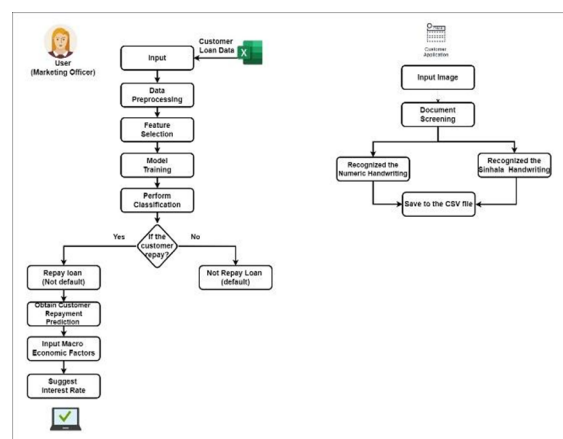 User
(Marketing Officer)
Customer
Loan Data
Input
Data
Preprocessing
Feature
Selection
Model
Training
Perform
Classification
If the
customer
repay?
Yes
No
Repay loan
(Not default)
Not Repay Loan
(default)
Obtain Customer
Repayment
Prediction
Input Macro
Economic Factors
Suggest
Interest Rate
Customer
Application
Input Image
Document
Screening
Recognized the
Numeric Handwriting
Recognized the
Sinhala Handwriting
Save to the CSV file